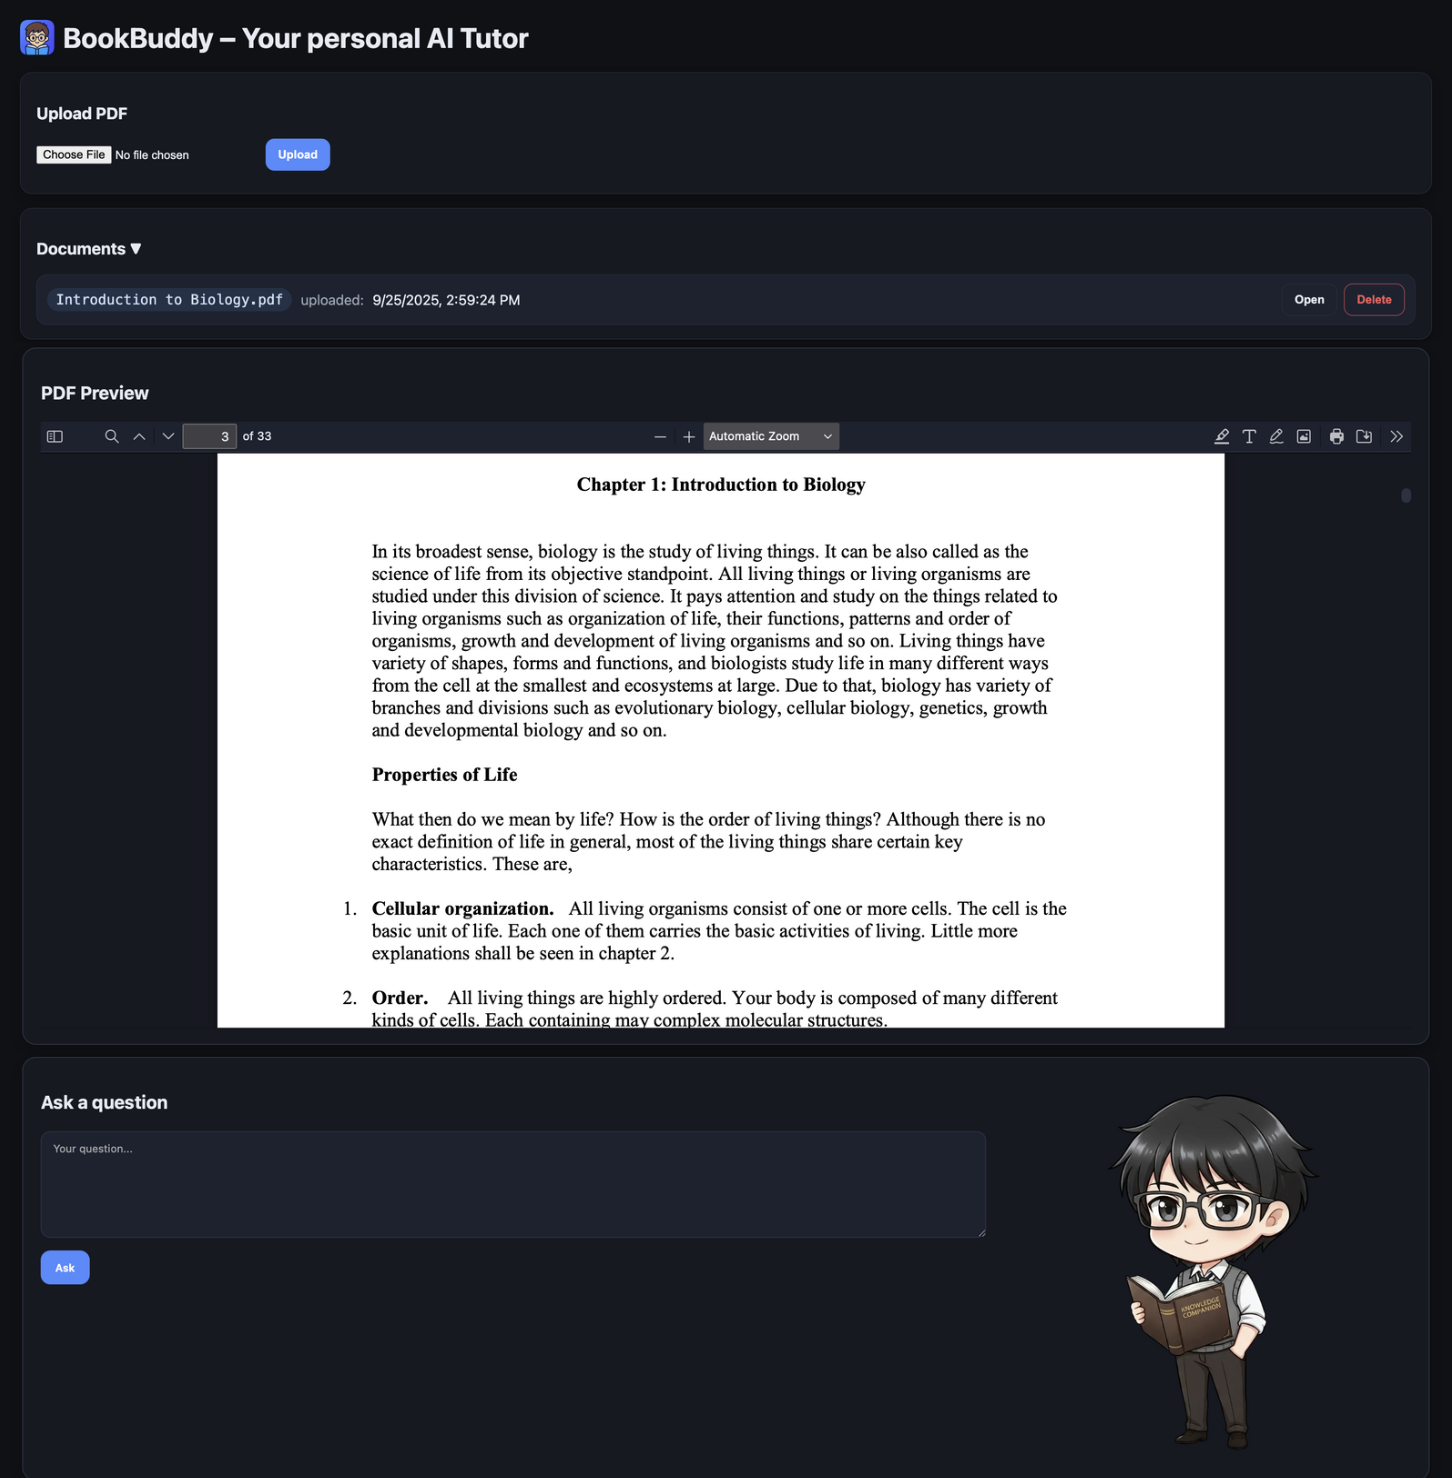 BookBuddy – Your personal AI Tutor
Upload PDF
Choose File No file chosen Upload
Documents ▼
Introduction to Biology.pdf uploaded: 9/25/2025, 2:59:24 PM Open Delete
PDF Preview
3 of 33 Automatic Zoom
Chapter 1: Introduction to Biology
In its broadest sense, biology is the study of living things. It can be also called as the
science of life from its objective standpoint. All living things or living organisms are
studied under this division of science. It pays attention and study on the things related to
living organisms such as organization of life, their functions, patterns and order of
organisms, growth and development of living organisms and so on. Living things have
variety of shapes, forms and functions, and biologists study life in many different ways
from the cell at the smallest and ecosystems at large. Due to that, biology has variety of
branches and divisions such as evolutionary biology, cellular biology, genetics, growth
and developmental biology and so on.
Properties of Life
What then do we mean by life? How is the order of living things? Although there is no
exact definition of life in general, most of the living things share certain key
characteristics. These are,
1. Cellular organization. All living organisms consist of one or more cells. The cell is the
basic unit of life. Each one of them carries the basic activities of living. Little more
explanations shall be seen in chapter 2.
2. Order. All living things are highly ordered. Your body is composed of many different
kinds of cells. Each containing may complex molecular structures.
Ask a question
Your question...
Ask
KNOWLEDGE
COMPANION